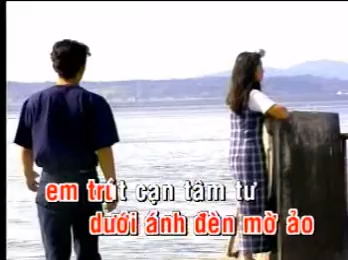 em trút cạn tâm tư
dưới ánh đèn mờ ảo